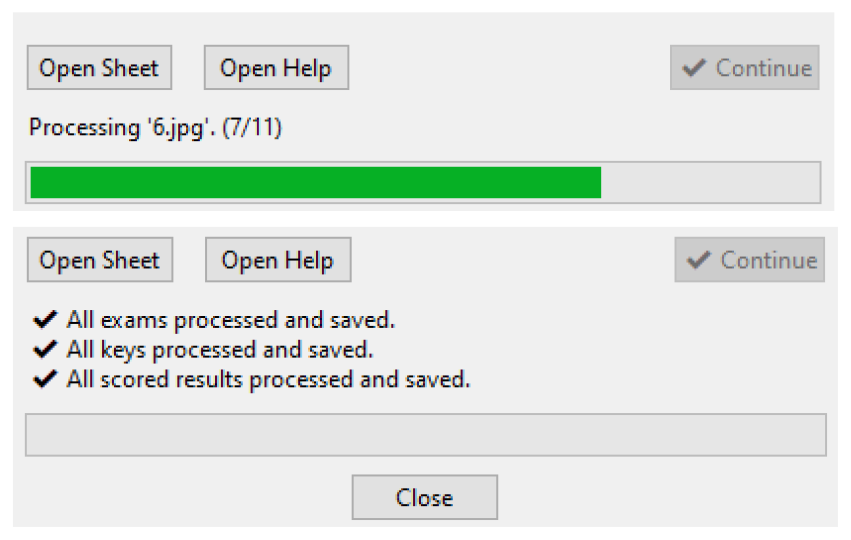 Open Sheet Open Help ✔ Continue
Processing '6.jpg'. (7/11)
Open Sheet Open Help ✔ Continue
✔ All exams processed and saved.
✔ All keys processed and saved.
✔ All scored results processed and saved.
Close